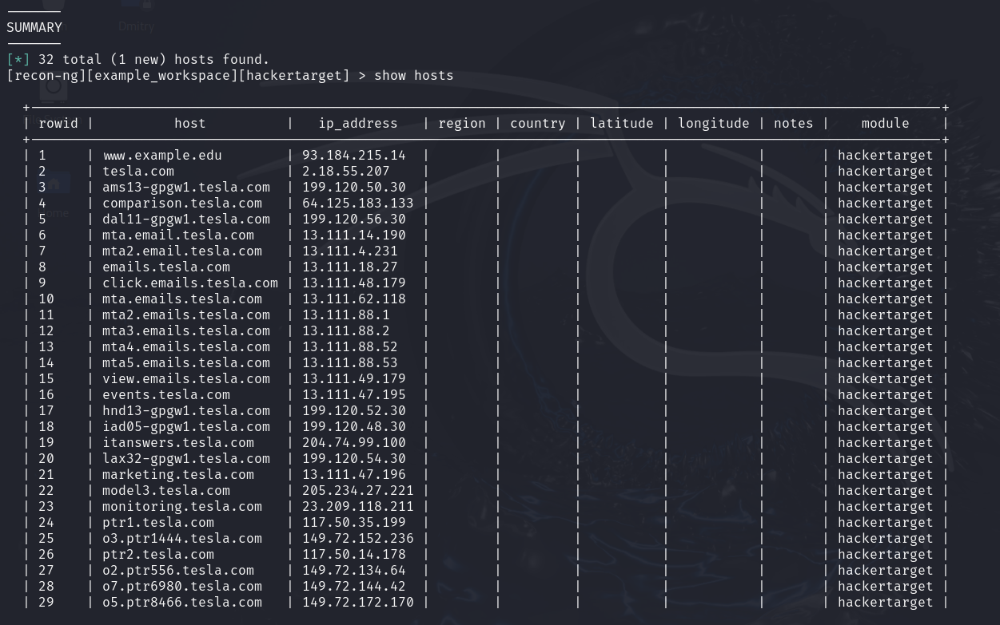 SUMMARY
[*] 32 total (1 new) hosts found.
[recon-ng][example_workspace][hackertarget] > show hosts
| rowid | host | ip_address | region | country | latitude | longitude | notes | module |
| 1 | www.example.edu | 93.184.215.14 | | | | | | hackertarget |
| 2 | tesla.com | 2.18.55.207 | | | | | | hackertarget |
| 3 | ams13-gpgw1.tesla.com | 199.120.50.30 | | | | | | hackertarget |
| 4 | comparison.tesla.com | 64.125.183.133 | | | | | | hackertarget |
| 5 | dal11-gpgw1.tesla.com | 199.120.56.30 | | | | | | hackertarget |
| 6 | mta.email.tesla.com | 13.111.14.190 | | | | | | hackertarget |
| 7 | mta2.email.tesla.com | 13.111.4.231 | | | | | | hackertarget |
| 8 | emails.tesla.com | 13.111.18.27 | | | | | | hackertarget |
| 9 | click.emails.tesla.com | 13.111.48.179 | | | | | | hackertarget |
| 10 | mta.emails.tesla.com | 13.111.62.118 | | | | | | hackertarget |
| 11 | mta2.emails.tesla.com | 13.111.88.1 | | | | | | hackertarget |
| 12 | mta3.emails.tesla.com | 13.111.88.2 | | | | | | hackertarget |
| 13 | mta4.emails.tesla.com | 13.111.88.52 | | | | | | hackertarget |
| 14 | mta5.emails.tesla.com | 13.111.88.53 | | | | | | hackertarget |
| 15 | view.emails.tesla.com | 13.111.49.179 | | | | | | hackertarget |
| 16 | events.tesla.com | 13.111.47.195 | | | | | | hackertarget |
| 17 | hnd13-gpgw1.tesla.com | 199.120.52.30 | | | | | | hackertarget |
| 18 | iad05-gpgw1.tesla.com | 199.120.48.30 | | | | | | hackertarget |
| 19 | itanswers.tesla.com | 204.74.99.100 | | | | | | hackertarget |
| 20 | lax32-gpgw1.tesla.com | 199.120.54.30 | | | | | | hackertarget |
| 21 | marketing.tesla.com | 13.111.47.196 | | | | | | hackertarget |
| 22 | model3.tesla.com | 205.234.27.221 | | | | | | hackertarget |
| 23 | monitoring.tesla.com | 23.209.118.211 | | | | | | hackertarget |
| 24 | ptr1.tesla.com | 117.50.35.199 | | | | | | hackertarget |
| 25 | o3.ptr1444.tesla.com | 149.72.152.236 | | | | | | hackertarget |
| 26 | ptr2.tesla.com | 117.50.14.178 | | | | | | hackertarget |
| 27 | o2.ptr556.tesla.com | 149.72.134.64 | | | | | | hackertarget |
| 28 | o7.ptr6980.tesla.com | 149.72.144.42 | | | | | | hackertarget |
| 29 | o5.ptr8466.tesla.com | 149.72.172.170 | | | | | | hackertarget |
Dmitry